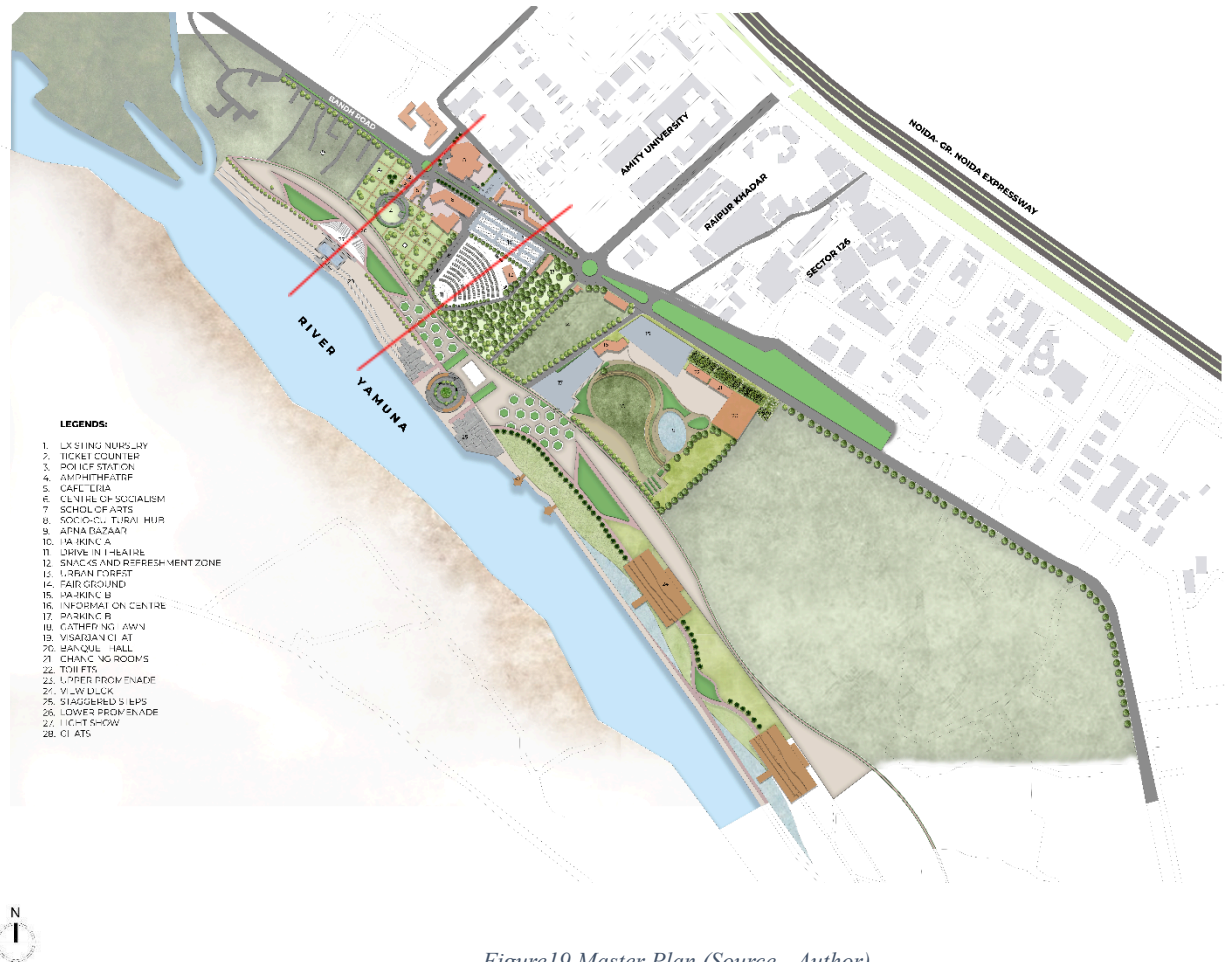 BANDH ROAD
AMITY UNIVERSITY
NOIDA- GR. NOIDA EXPRESSWAY
RAIPUR KHADAR
SECTOR 126
RIVER YAMUNA
LEGENDS:
1. EXISTING NURSERY
2. TICKET COUNTER
3. POLICE STATION
4. AMPHITHEATRE
5. CAFETERIA
6. CENTRE OF SOCIALISM
7. SCHOL OF ARTS
8. SOCIO-CULTURAL HUB
9. APNA BAZAAR
10. PARKING A
11. DRIVE IN THEATRE
12. SNACKS AND REFRESHMENT ZONE
13. URBAN FOREST
14. FAIR GROUND
15. PARKING B
16. INFORMATION CENTRE
17. PARKING B
18. GATHERING LAWN
19. VISARJAN GHAT
20. BANQUET HALL
21. CHANGING ROOMS
22. TOILETS
23. UPPER PROMENADE
24. VIEW DECK
25. STAGGERED STEPS
26. LOWER PROMENADE
27. LIGHT SHOW
28. GHATS
N
Figure19 Master Plan (Source - Author)